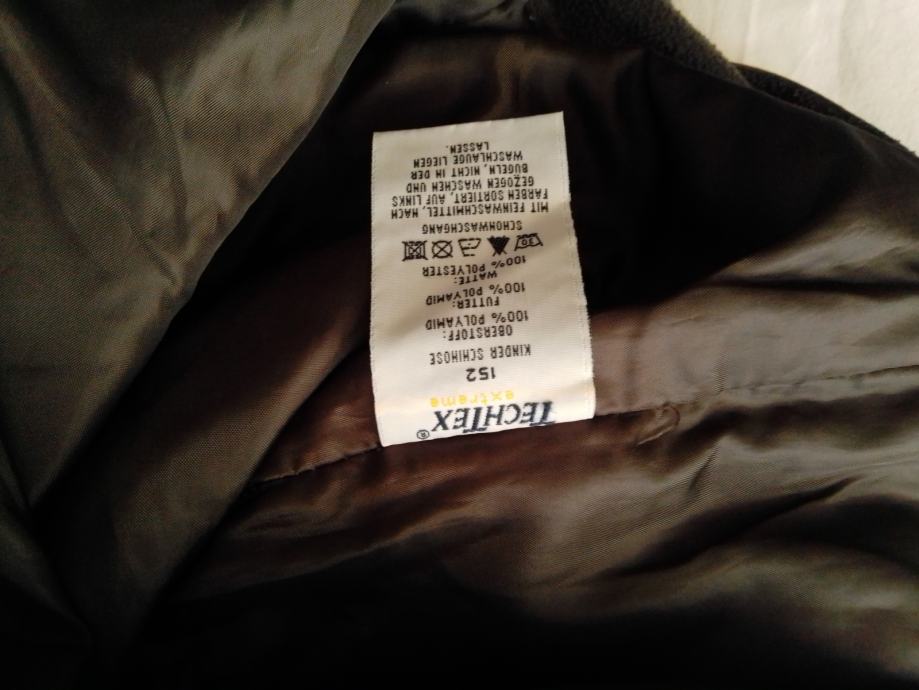 TECHTEX®
extreme
152
KINDER SCHIHOSE
OBERSTOFF:
100% POLYAMID
FUTTER:
100% POLYAMID
WATTE:
100% POLYESTER
30
SCHONWASCHGANG
MIT FEINWASCHMITTEL, NACH
FARBEN SORTIERT, AUF LINKS
GEZOGEN WASCHEN UND
BÜGELN, NICHT IN DER
WASCHLAUGE LIEGEN
LASSEN.